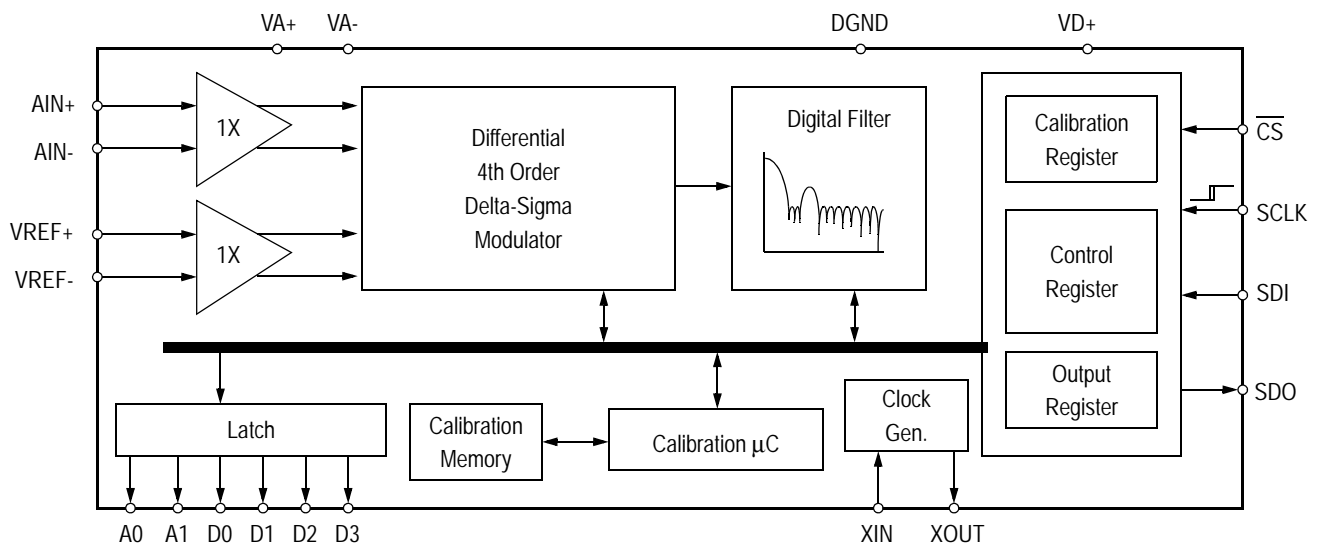 VA+ VA- DGND VD+
AIN+
AIN-
1X
VREF+
VREF-
1X
Differential
4th Order
Delta-Sigma
Modulator
Digital Filter
Calibration
Register
Control
Register
Output
Register
CS
SCLK
SDI
SDO
Latch
Calibration
Memory
Calibration μC
Clock
Gen.
A0 A1 D0 D1 D2 D3 XIN XOUT